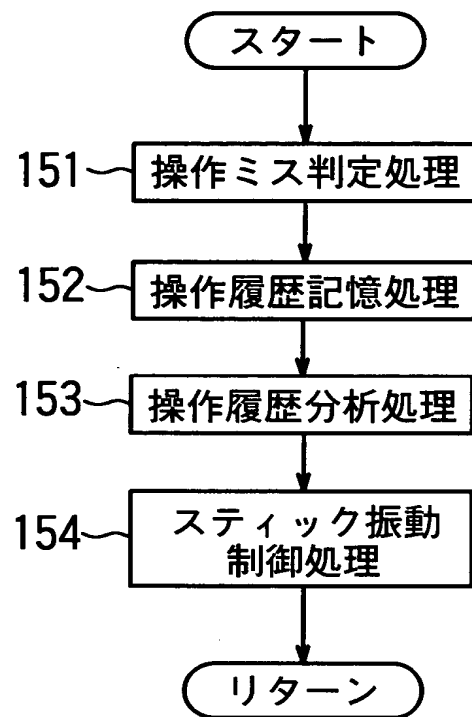 スタート
151 操作ミス判定処理
152 操作履歴記憶処理
153 操作履歴分析処理
154 スティック振動
制御処理
リターン